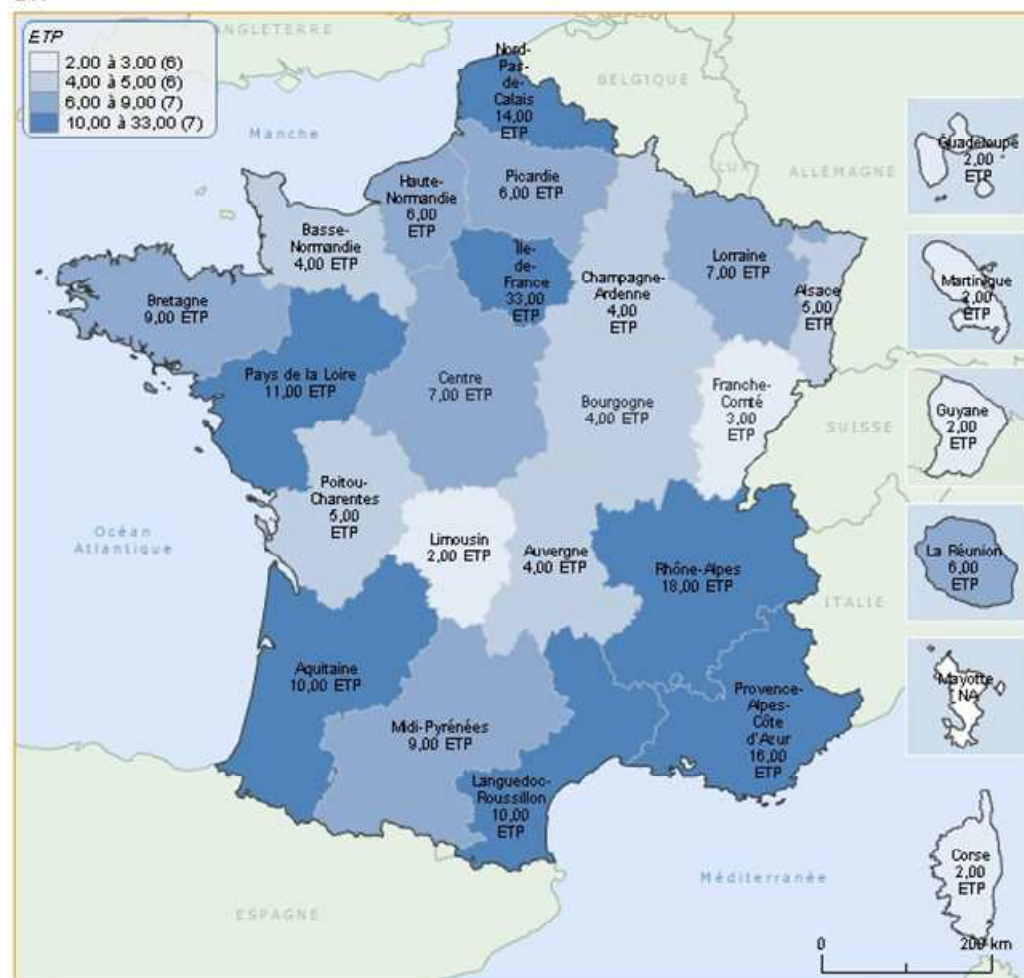 ANGLETERRE
ETP
2,00 à 3,00 (6)
4,00 à 5,00 (6)
6,00 à 9,00 (7)
10,00 à 33,00 (7)
Manche
BELGIQUE
LUX
ALLEMAGNE
Nord-
Pas-
de-
Calais
14,00
ETP
Guadeloupe
2,00
ETP
Haute-
Normandie
6,00
ETP
Picardie
6,00 ETP
Basse-
Normandie
4,00 ETP
Île-
de-
France
33,00
ETP
Champagne-
Ardenne
4,00
ETP
Lorraine
7,00 ETP
Alsace
5,00
ETP
Martinique
2,00
ETP
Bretagne
9,00 ETP
Pays de la Loire
11,00 ETP
Centre
7,00 ETP
Bourgogne
4,00 ETP
Franche-
Comté
3,00
ETP
SUISSE
Guyane
2,00
ETP
Poitou-
Charentes
5,00
ETP
Océan
Atlantique
Limousin
2,00 ETP
Auvergne
4,00 ETP
Rhône-Alpes
18,00 ETP
ITALIE
La Réunion
6,00
ETP
Aquitaine
10,00 ETP
Midi-Pyrénées
9,00 ETP
Provence-
Alpes-
Côte
d'Azur
16,00
ETP
Mayotte
NA
Languedoc-
Roussillon
10,00
ETP
Méditerranée
ESPAGNE
Corse
2,00
ETP
0
200 km